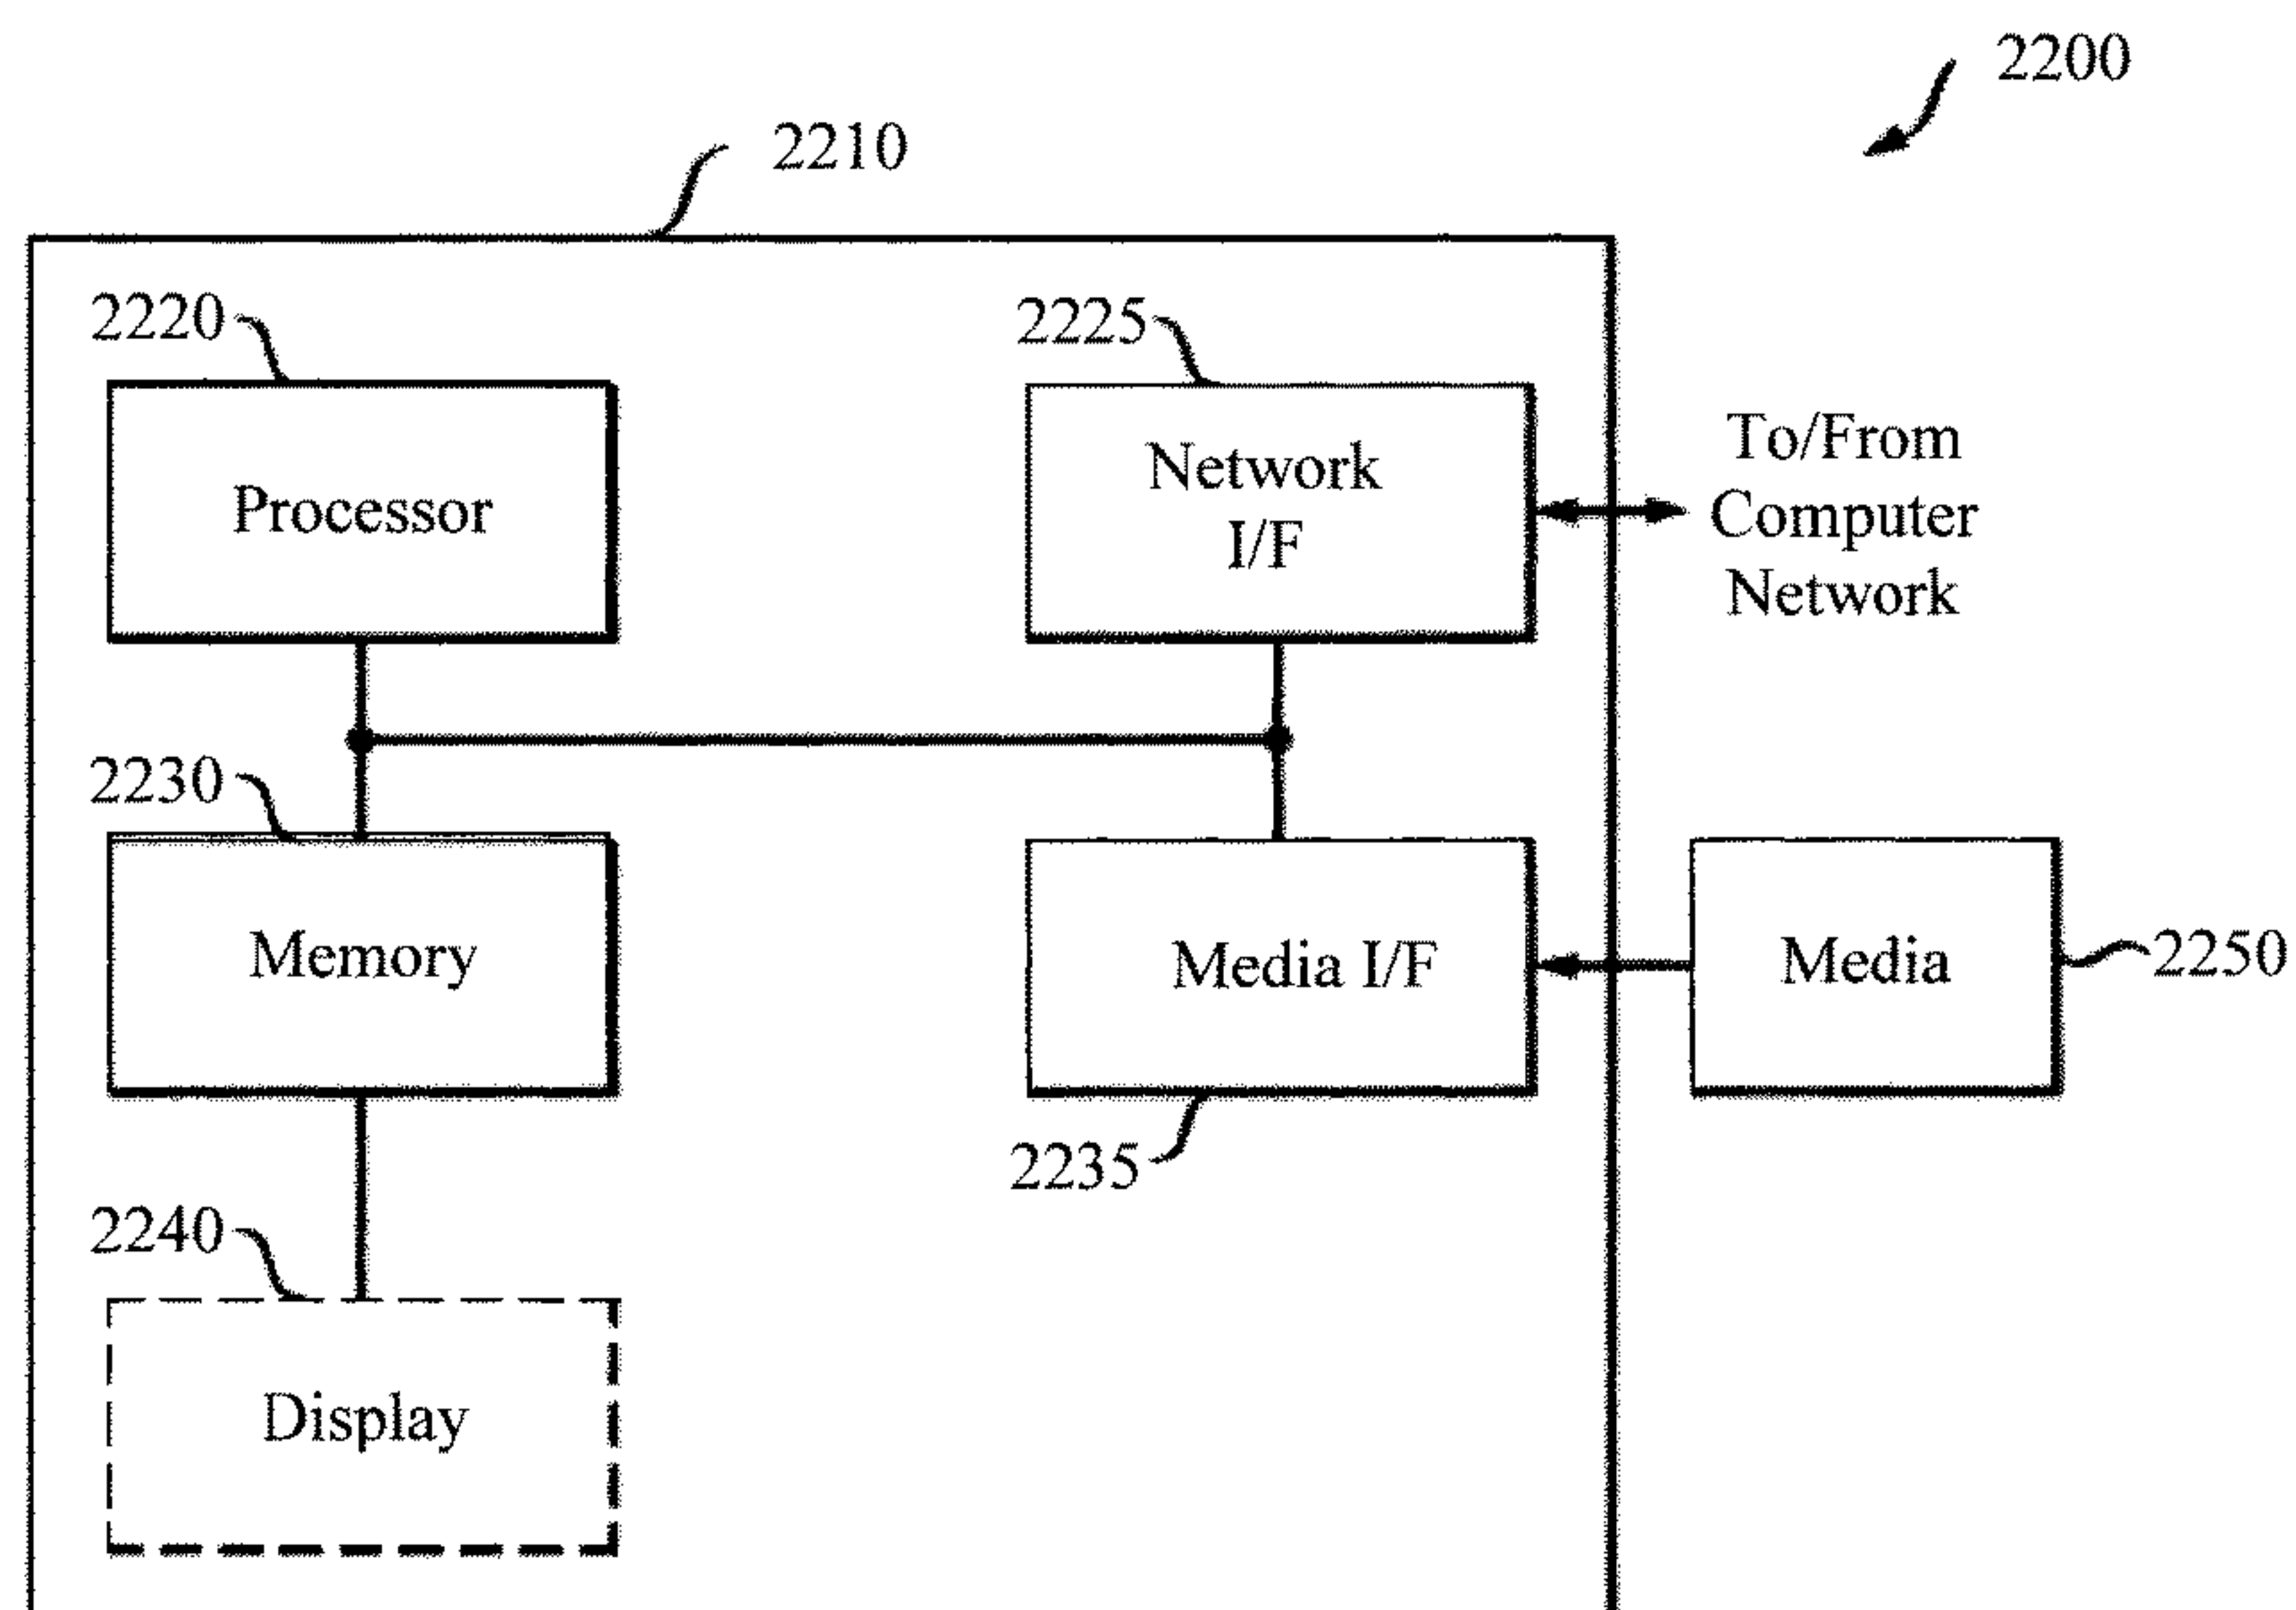 2200
2210
2220
2225
Processor
Network
I/F
To/From
Computer
Network
2230
Memory
Media I/F
Media
2250
2235
2240
Display